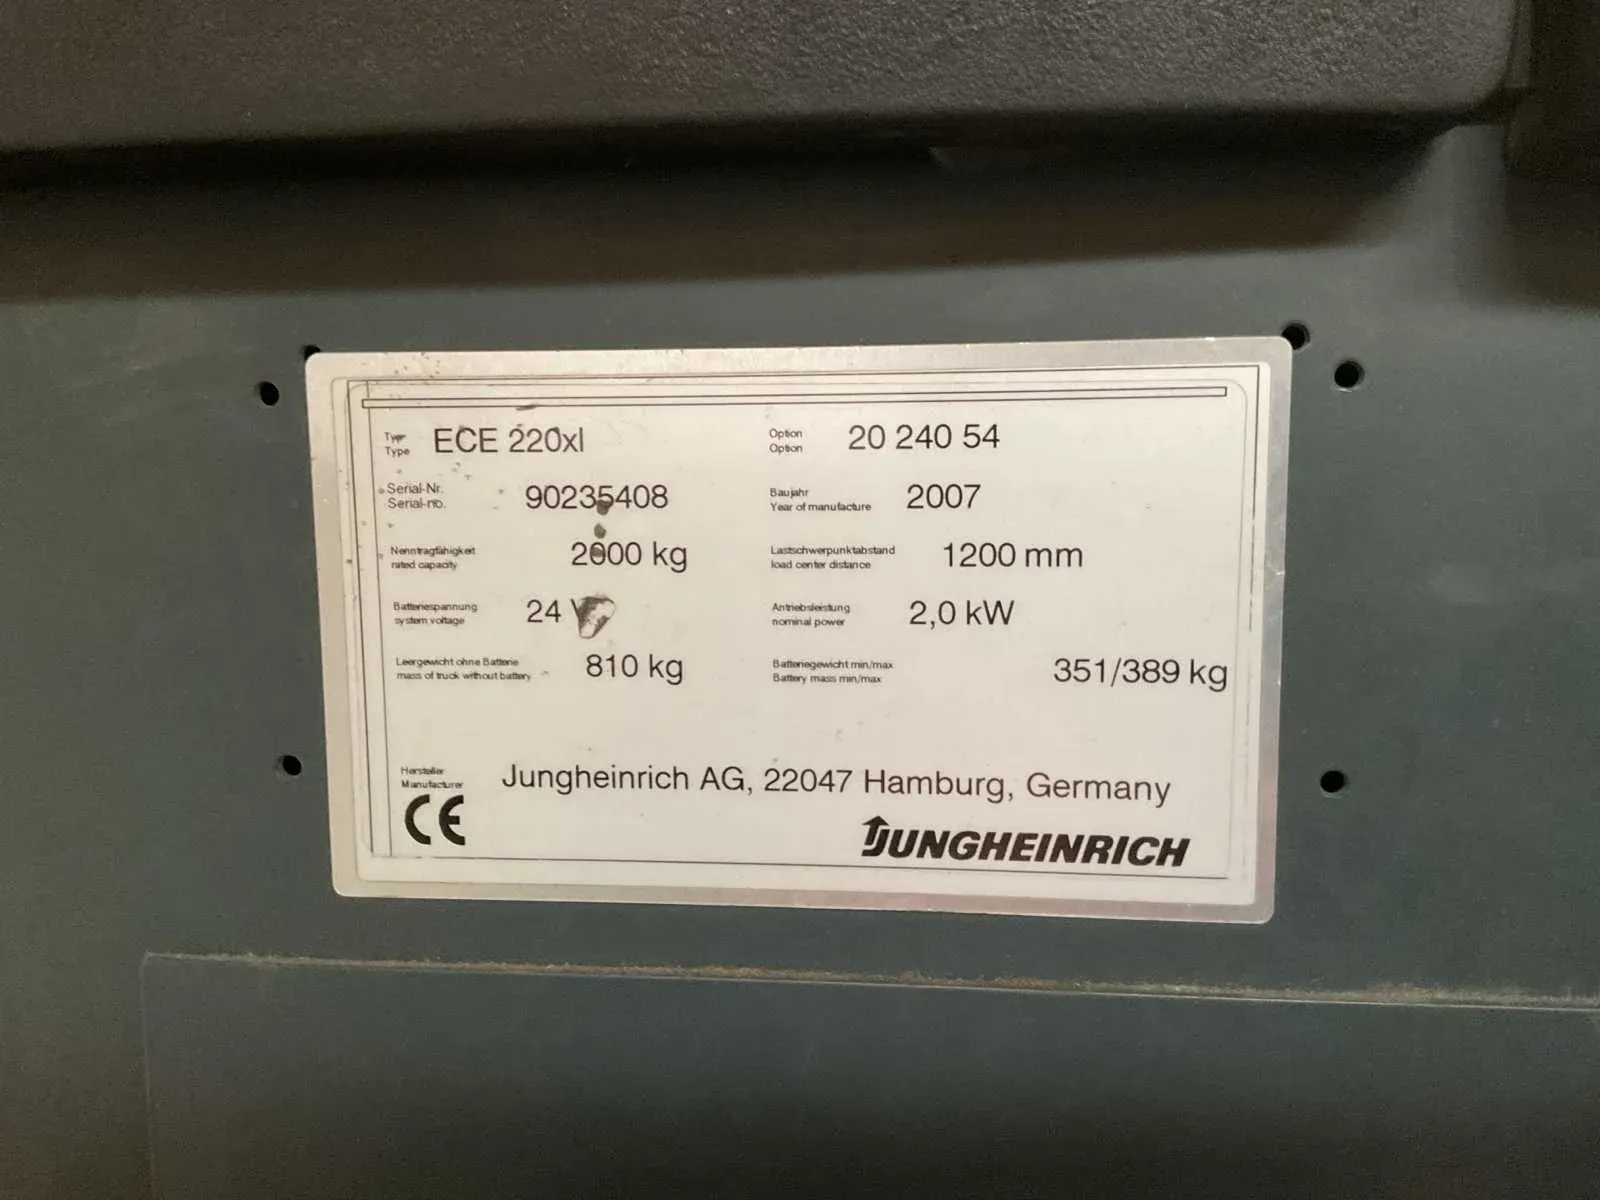 Typ ECE 220xl Option 20 240 54
Type Option
Serial-Nr. 90235408 Baujahr 2007
Serial-no. Year of manufacture
Nenntragfähigkeit 2000 kg Lastschwerpunktabstand 1200 mm
rated capacity load center distance
Batteriespannung 24 V Antriebsleistung 2,0 kW
system voltage nominal power
Leergewicht ohne Batterie 810 kg Batteriegewicht min/max 351/389 kg
mass of truck without battery Battery mass min/max
Hersteller Jungheinrich AG, 22047 Hamburg, Germany
Manufacturer
CE JUNGHEINRICH